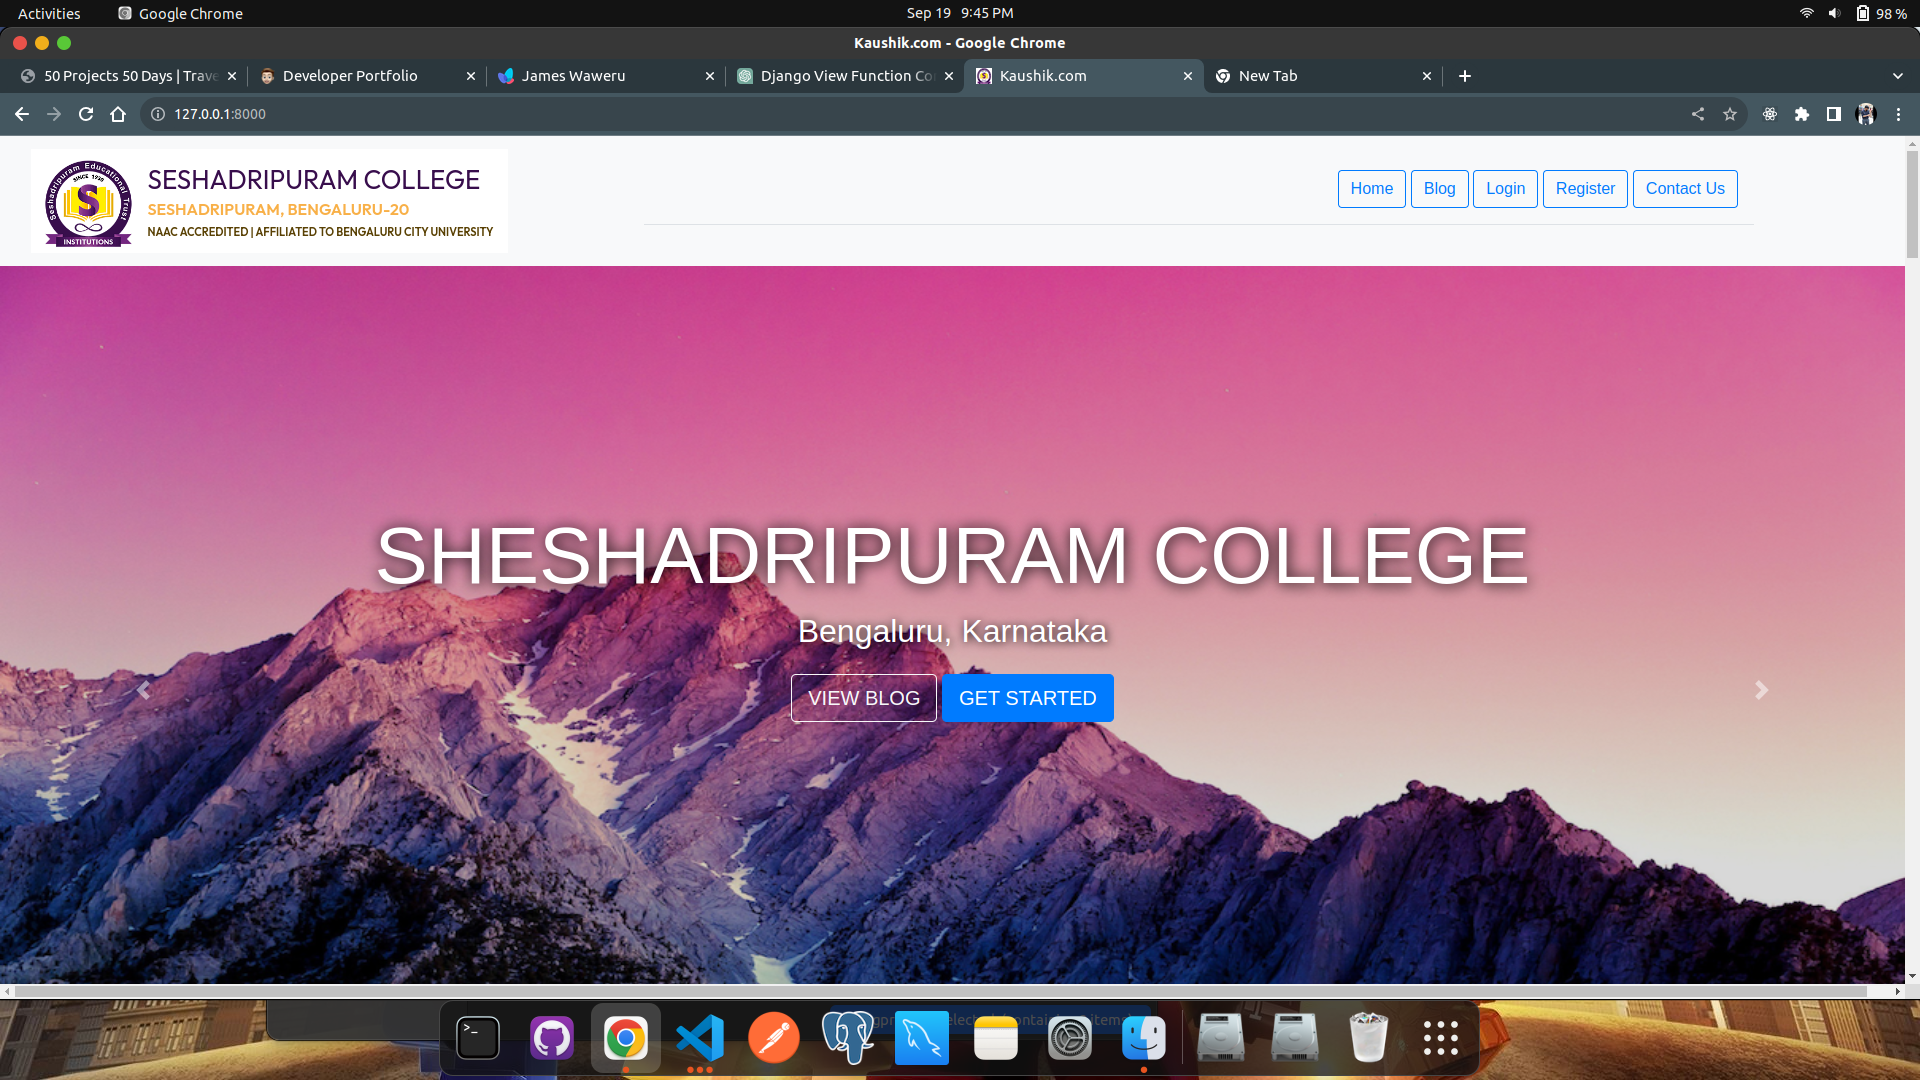 Activities Google Chrome Sep 19 9:45 PM 98 %
Kaushik.com - Google Chrome
50 Projects 50 Days | Trave Developer Portfolio James Waweru Django View Function Co Kaushik.com New Tab
127.0.0.1:8000
Seshadripuram Educational Trust
SINCE 1930
S
INSTITUTIONS
SESHADRIPURAM COLLEGE
SESHADRIPURAM, BENGALURU-20
NAAC ACCREDITED | AFFILIATED TO BENGALURU CITY UNIVERSITY
Home Blog Login Register Contact Us
SHESHADRIPURAM COLLEGE
Bengaluru, Karnataka
VIEW BLOG GET STARTED
>_